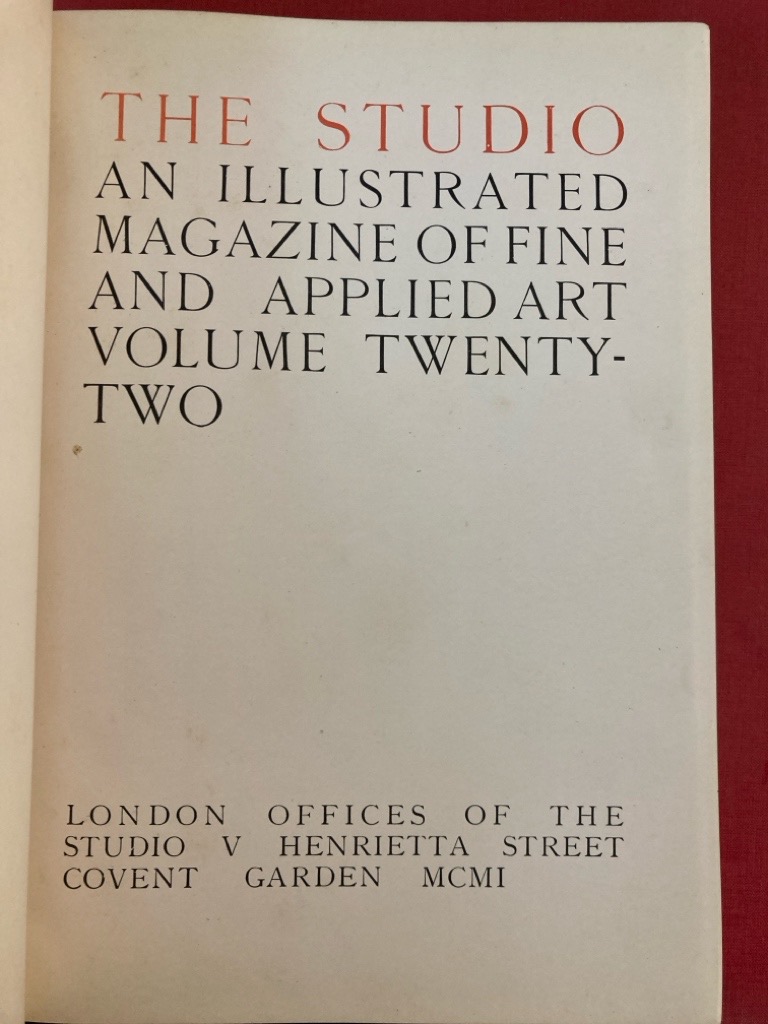 THE STUDIO
AN ILLUSTRATED
MAGAZINE OF FINE
AND APPLIED ART
VOLUME TWENTY-
TWO
LONDON OFFICES OF THE
STUDIO V HENRIETTA STREET
COVENT GARDEN MCMI